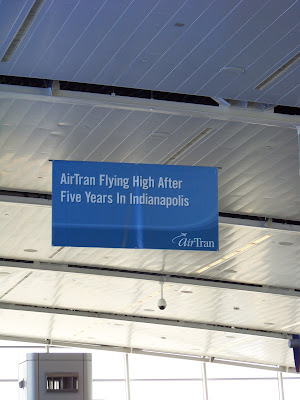 AirTran Flying High After
Five Years In Indianapolis
AirTran